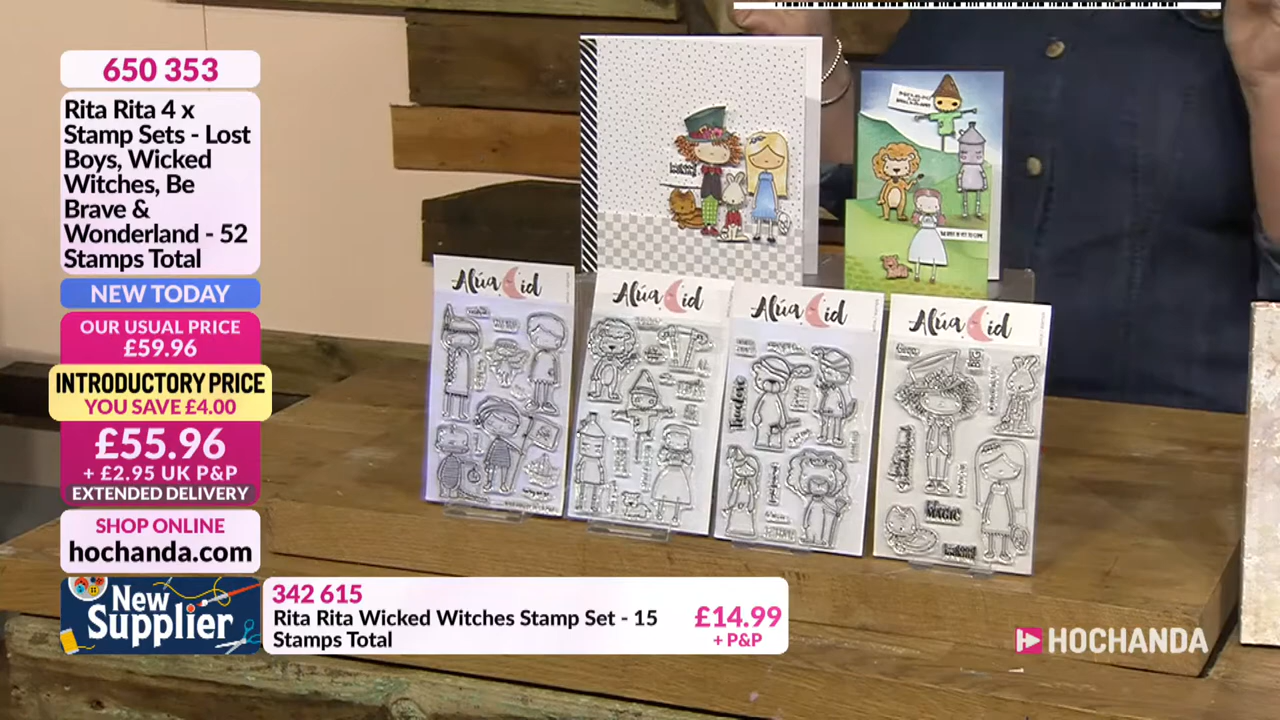 650 353
Rita Rita 4 x
Stamp Sets - Lost
Boys, Wicked
Witches, Be
Brave &
Wonderland - 52
Stamps Total
NEW TODAY
OUR USUAL PRICE
£59.96
INTRODUCTORY PRICE
YOU SAVE £4.00
£55.96
+ £2.95 UK P&P
EXTENDED DELIVERY
SHOP ONLINE
hochanda.com
New
Supplier
342 615
Rita Rita Wicked Witches Stamp Set - 15
Stamps Total
£14.99
+ P&P
HOCHANDA
Alúa Cid
Alúa Cid
Alúa Cid
Alúa Cid
MAGIC